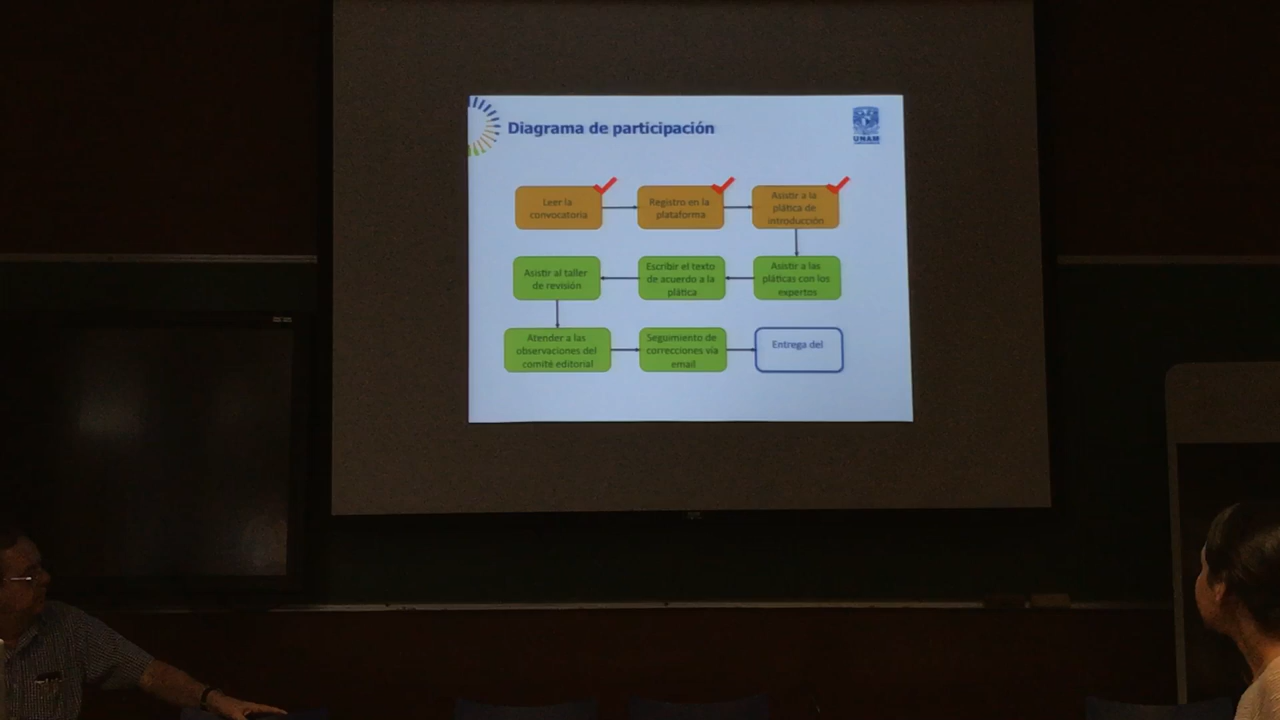 Diagrama de participación
UNAM
Leer la
convocatoria
Registro en la
plataforma
Asistir a la
plática de
introducción
Asistir a las
pláticas con los
expertos
Escribir el texto
de acuerdo a la
plática
Asistir al taller
de revisión
Atender a las
observaciones del
comité editorial
Seguimiento de
correcciones vía
email
Entrega del